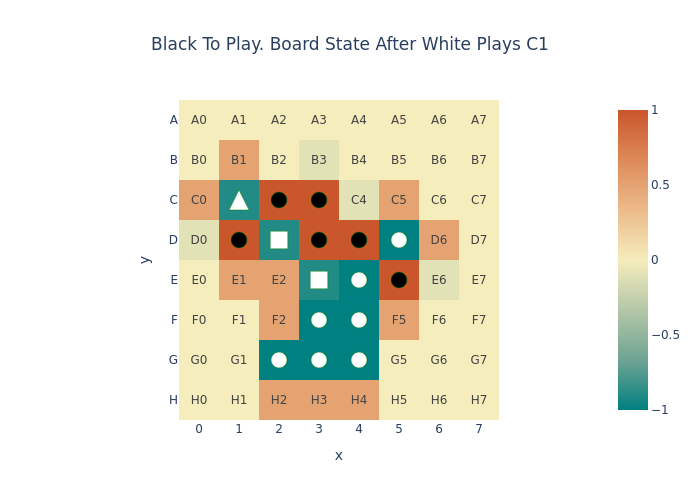 Black To Play. Board State After White Plays C1
A A0 A1 A2 A3 A4 A5 A6 A7
B B0 B1 B2 B3 B4 B5 B6 B7
C C0 C4 C5 C6 C7
D D0 D6 D7
E E0 E1 E2 E6 E7
F F0 F1 F2 F5 F6 F7
G G0 G1 G5 G6 G7
H H0 H1 H2 H3 H4 H5 H6 H7
0 1 2 3 4 5 6 7
x
y
1
0.5
0
−0.5
−1